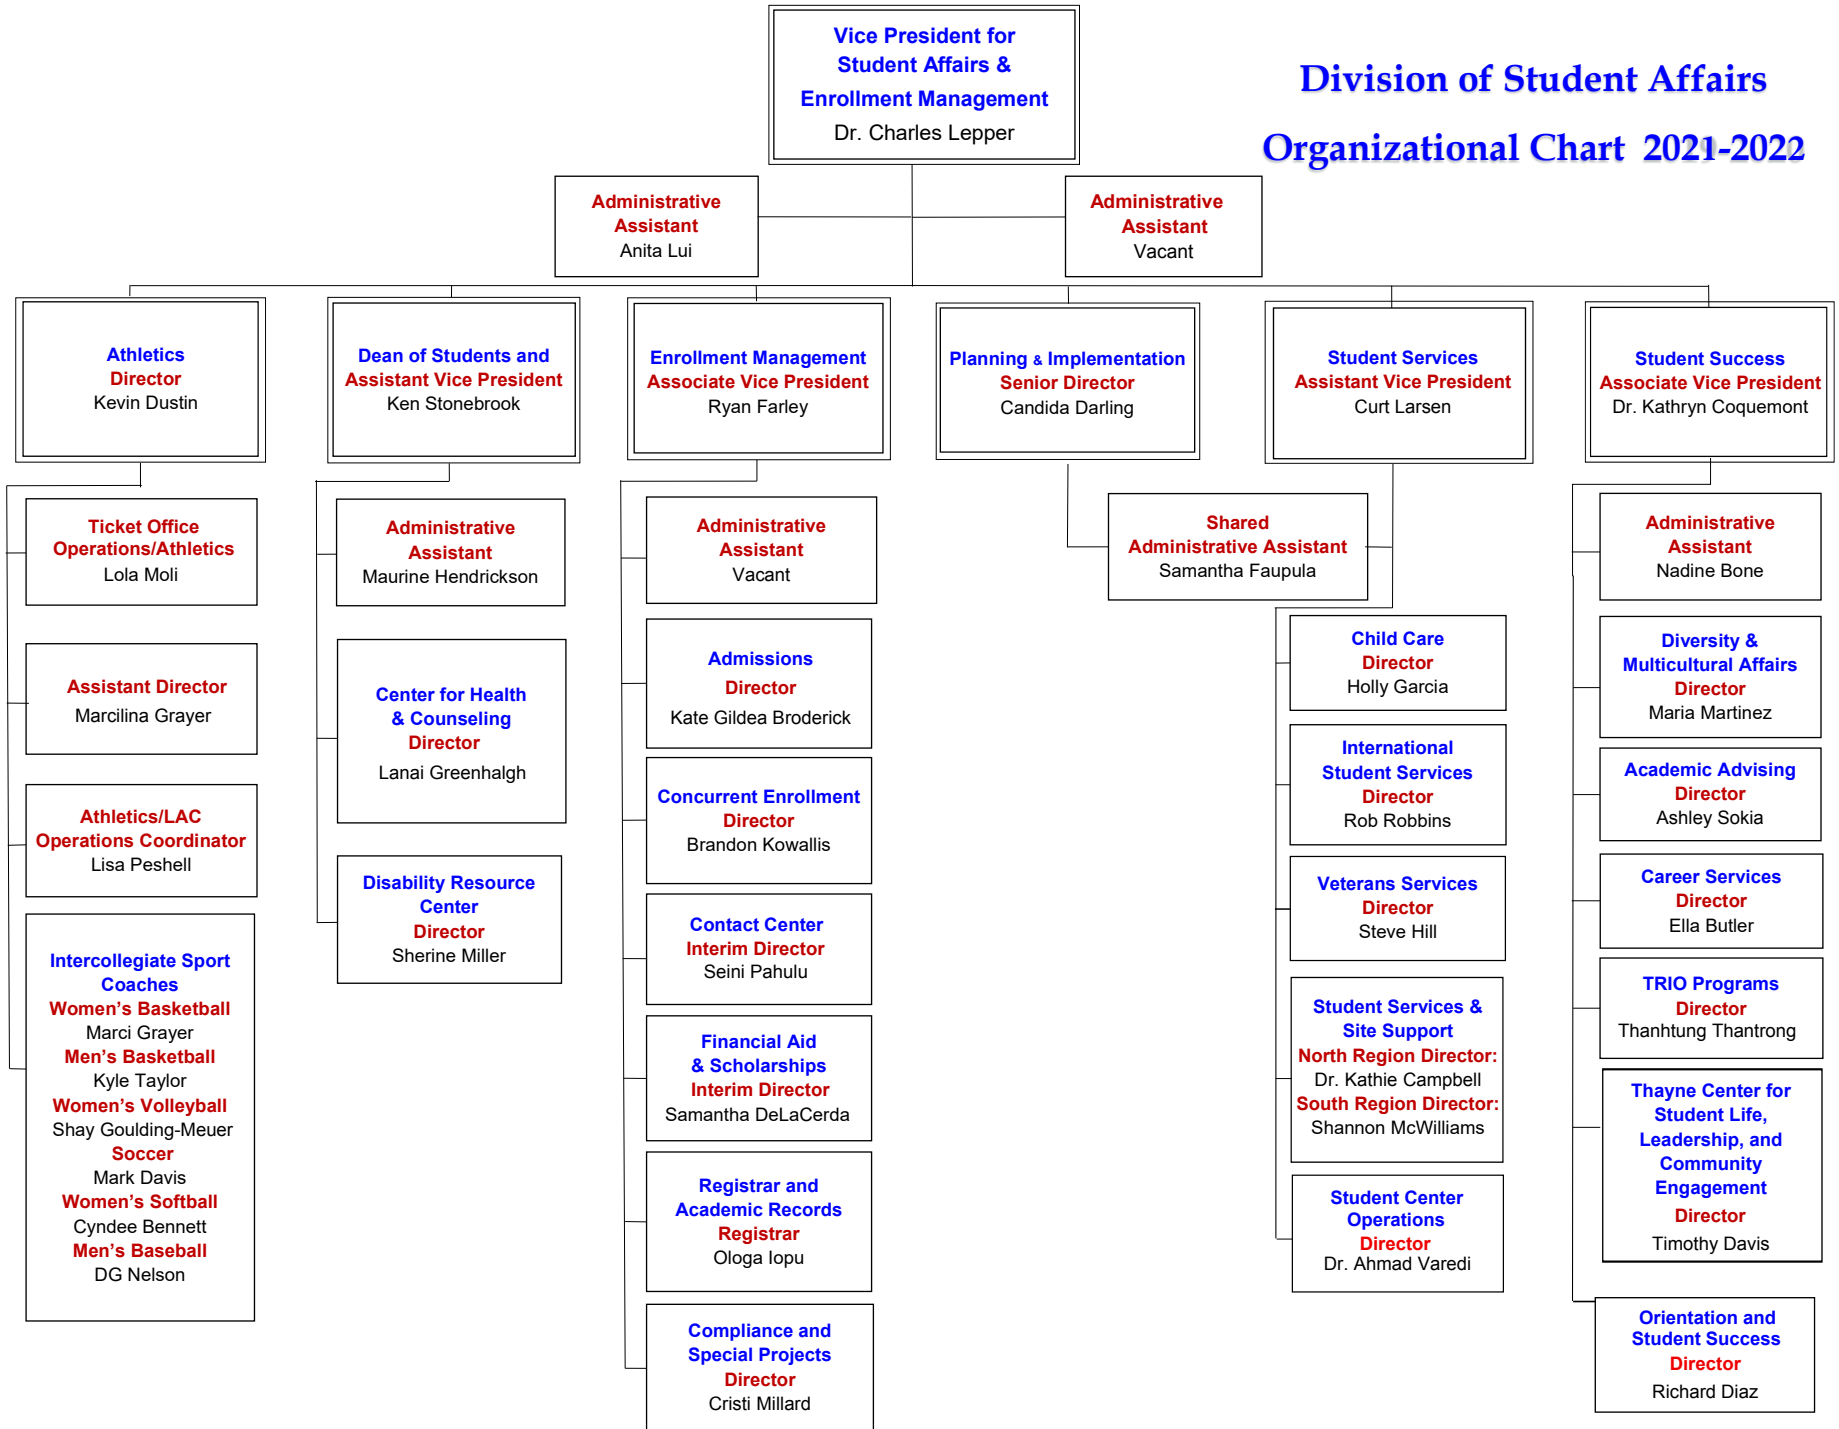 Vice President for
Student Affairs &
Enrollment Management
Dr. Charles Lepper
Division of Student Affairs
Organizational Chart 2021-2022
Administrative
Assistant
Anita Lui
Administrative
Assistant
Vacant
Athletics
Director
Kevin Dustin
Dean of Students and
Assistant Vice President
Ken Stonebrook
Enrollment Management
Associate Vice President
Ryan Farley
Planning & Implementation
Senior Director
Candida Darling
Student Services
Assistant Vice President
Curt Larsen
Student Success
Associate Vice President
Dr. Kathryn Coquemont
Ticket Office
Operations/Athletics
Lola Moli
Assistant Director
Marcilina Grayer
Athletics/LAC
Operations Coordinator
Lisa Peshell
Intercollegiate Sport
Coaches
Women's Basketball
Marci Grayer
Men's Basketball
Kyle Taylor
Women's Volleyball
Shay Goulding-Meuer
Soccer
Mark Davis
Women's Softball
Cyndee Bennett
Men's Baseball
DG Nelson
Administrative
Assistant
Maurine Hendrickson
Center for Health
& Counseling
Director
Lanai Greenhalgh
Disability Resource
Center
Director
Sherine Miller
Administrative
Assistant
Vacant
Admissions
Director
Kate Gildea Broderick
Concurrent Enrollment
Director
Brandon Kowallis
Contact Center
Interim Director
Seini Pahulu
Financial Aid
& Scholarships
Interim Director
Samantha DeLaCerda
Registrar and
Academic Records
Registrar
Ologa Iopu
Compliance and
Special Projects
Director
Cristi Millard
Shared
Administrative Assistant
Samantha Faupula
Child Care
Director
Holly Garcia
International
Student Services
Director
Rob Robbins
Veterans Services
Director
Steve Hill
Student Services &
Site Support
North Region Director:
Dr. Kathie Campbell
South Region Director:
Shannon McWilliams
Student Center
Operations
Director
Dr. Ahmad Varedi
Administrative
Assistant
Nadine Bone
Diversity &
Multicultural Affairs
Director
Maria Martinez
Academic Advising
Director
Ashley Sokia
Career Services
Director
Ella Butler
TRIO Programs
Director
Thanhtung Thantrong
Thayne Center for
Student Life,
Leadership, and
Community
Engagement
Director
Timothy Davis
Orientation and
Student Success
Director
Richard Diaz